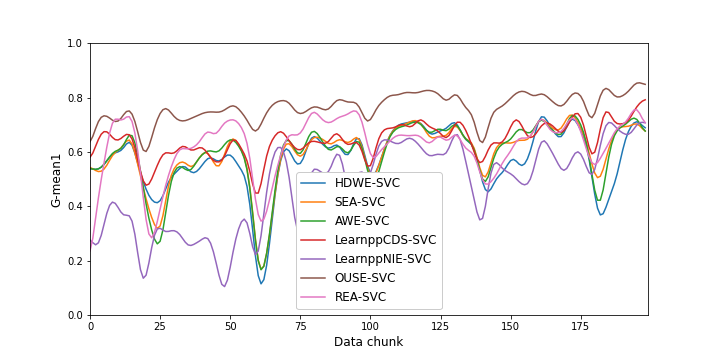 G-mean1
1.0
0.8
0.6
0.4
0.2
0.0
HDWE-SVC
SEA-SVC
AWE-SVC
LearnppCDS-SVC
LearnppNIE-SVC
OUSE-SVC
REA-SVC
0 25 50 75 100 125 150 175
Data chunk